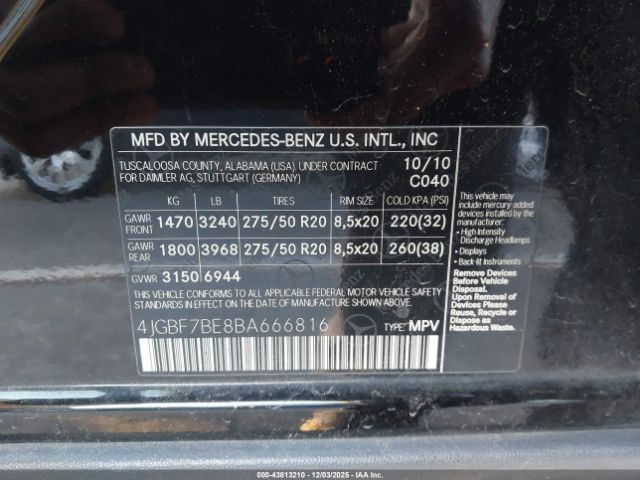 MFD BY MERCEDES-BENZ U.S. INTL., INC
TUSCALOOSA COUNTY, ALABAMA (USA). UNDER CONTRACT 10/10
FOR DAIMLER AG, STUTTGART (GERMANY) C040
KG LB TIRES RIM SIZE COLD KPA (PSI)
GAWR FRONT 1470 3240 275/50 R20 8,5x20 220(32)
GAWR REAR 1800 3968 275/50 R20 8,5x20 260(38)
GVWR 3150 6944
THIS VEHICLE CONFORMS TO ALL APPLICABLE FEDERAL MOTOR VEHICLE SAFETY
STANDARDS IN EFFECT ON THE DATE OF MANUFACTURE SHOWN ABOVE.
4JGBF7BE8BA666816 TYPE: MPV
This vehicle may
include mercury-added
devices installed by the
manufacturer:
• High Intensity
Discharge Headlamps
• Displays
• Back-lit Instruments
Remove Devices
Before Vehicle
Disposal.
Upon Removal of
Devices Please
Reuse, Recycle or
Dispose as
Hazardous Waste.
000-43813210 - 12/03/2025 - IAAI.COM